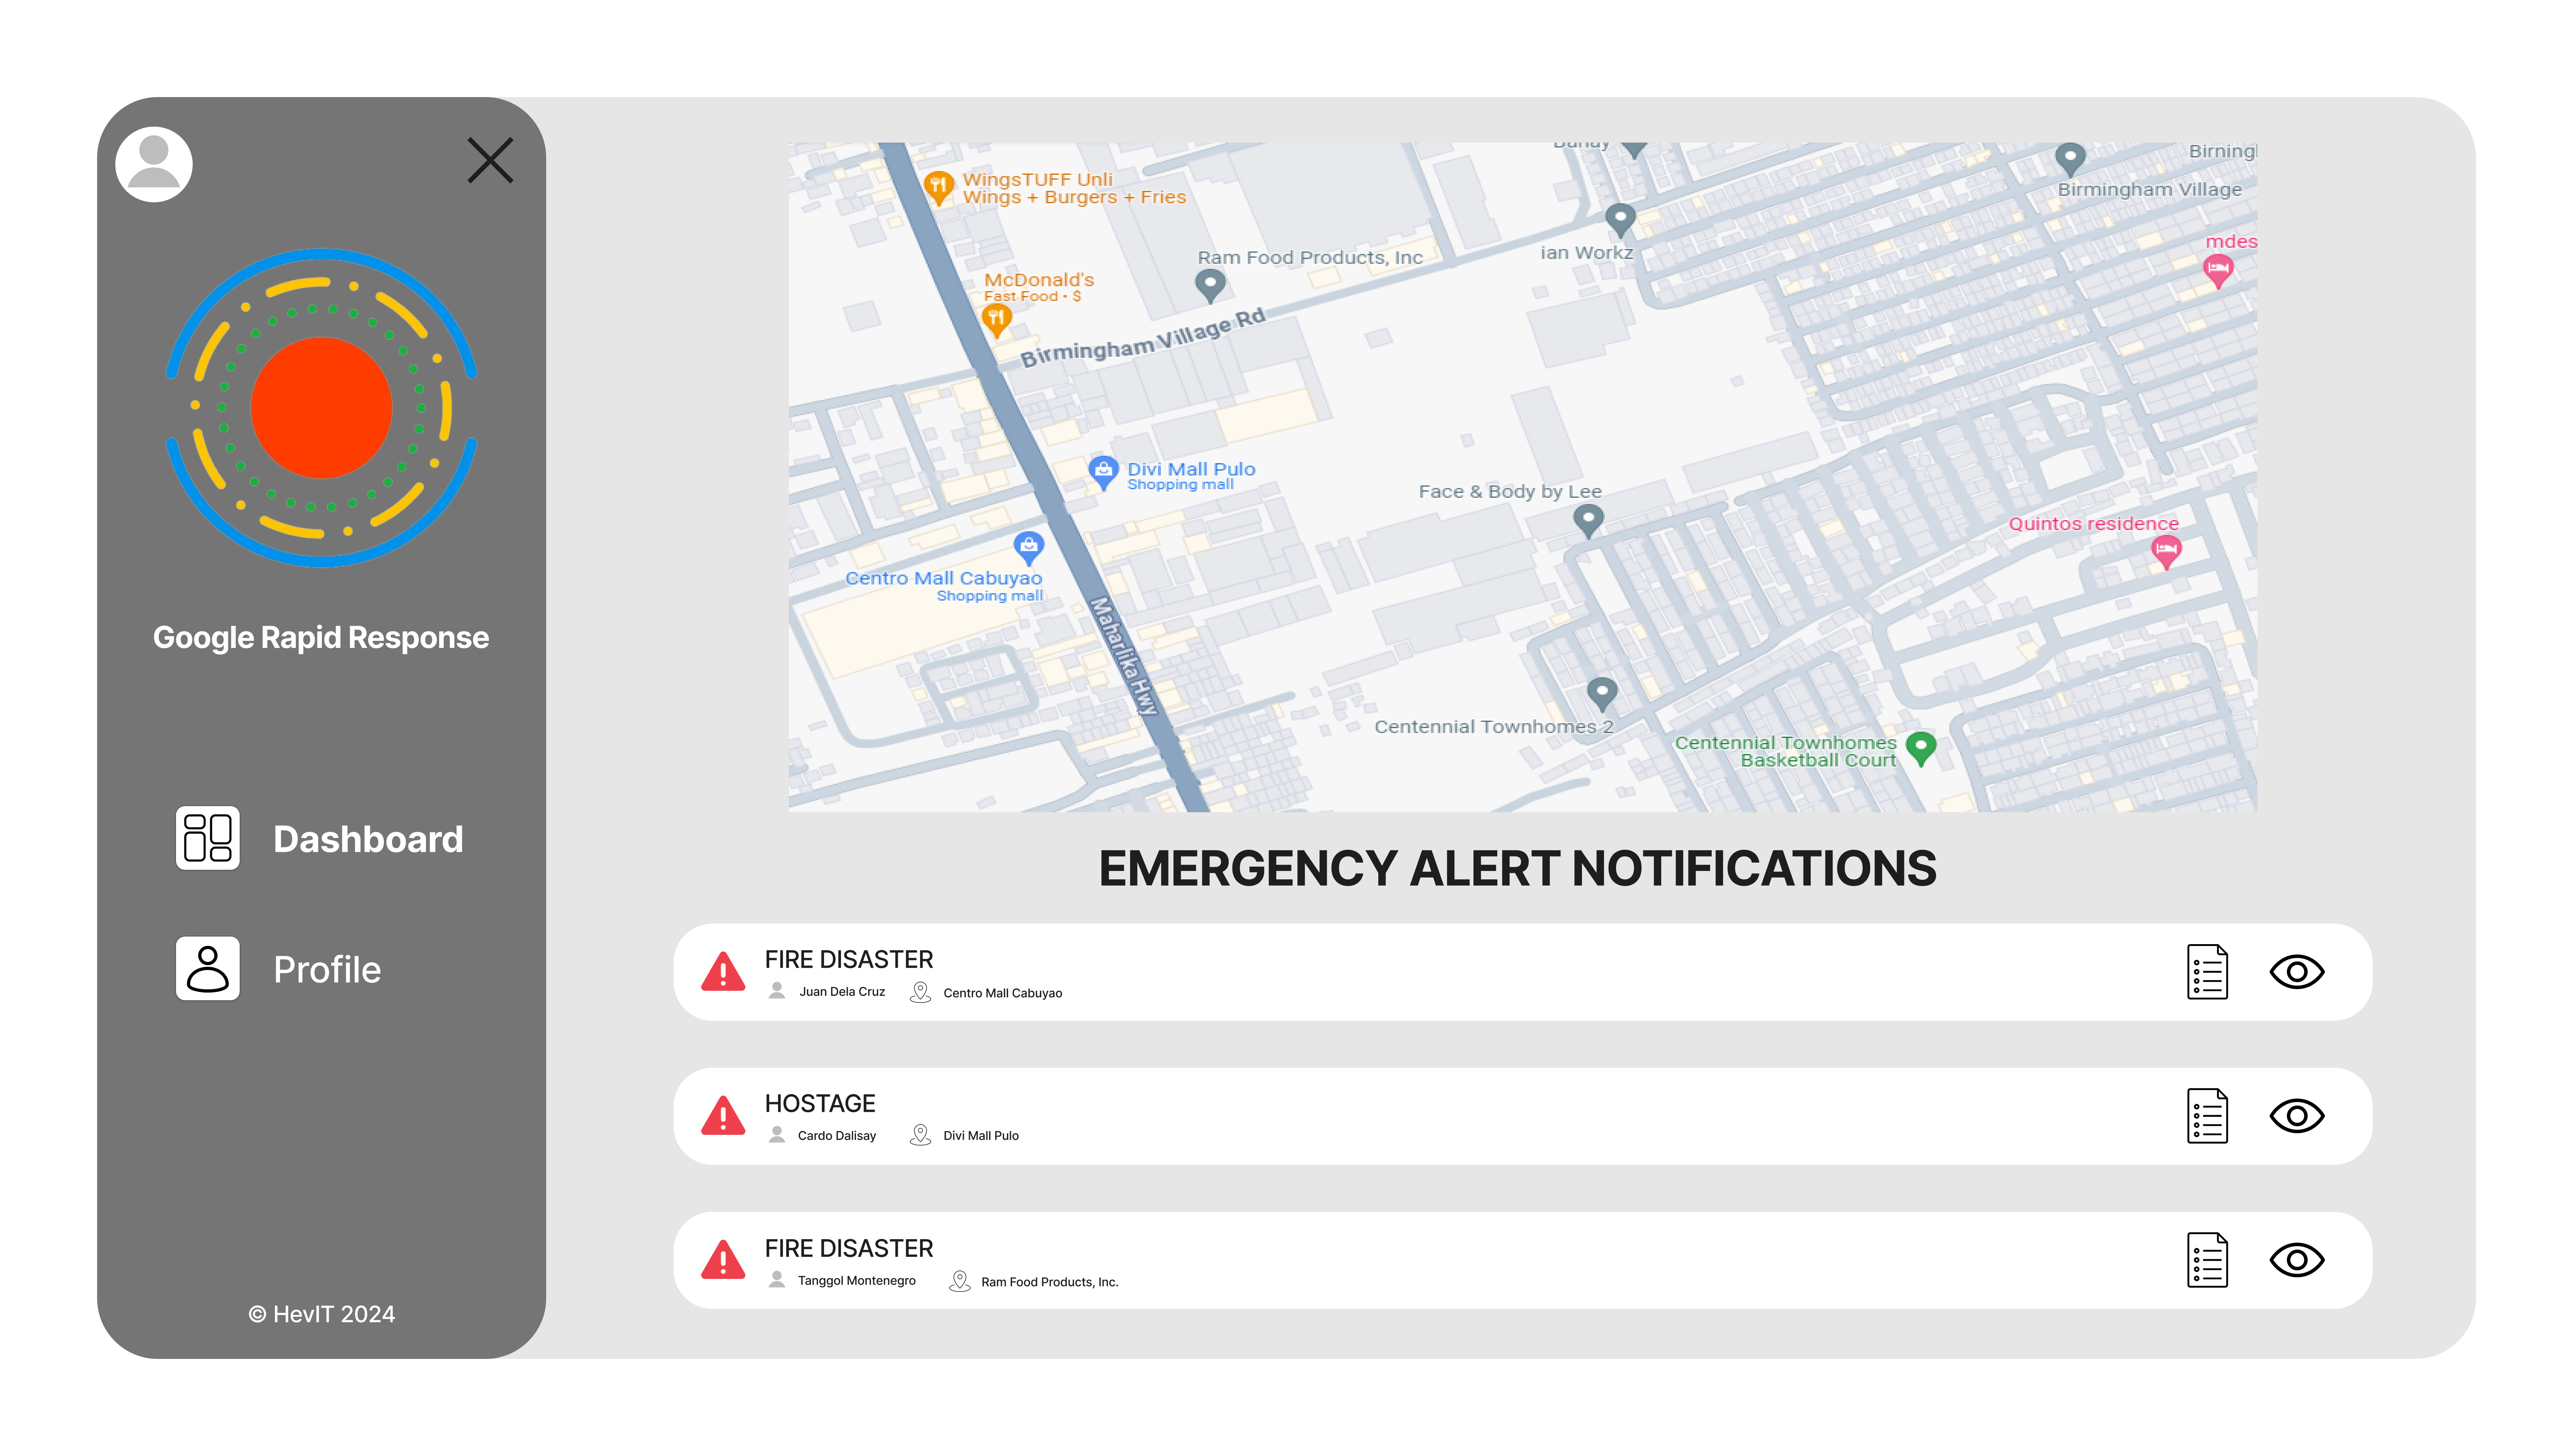 Google Rapid Response
Dashboard
Profile
© HevIT 2024
Birmingham Village
WingsTUFF Unli
Wings + Burgers + Fries
McDonald's
Fast Food • $
Ram Food Products, Inc
ian Workz
mdes
Birmingham Village Rd
Divi Mall Pulo
Shopping mall
Face & Body by Lee
Quintos residence
Centro Mall Cabuyao
Shopping mall
Maharlika Hwy
Centennial Townhomes 2
Centennial Townhomes
Basketball Court
EMERGENCY ALERT NOTIFICATIONS
FIRE DISASTER
Juan Dela Cruz
Centro Mall Cabuyao
HOSTAGE
Cardo Dalisay
Divi Mall Pulo
FIRE DISASTER
Tanggol Montenegro
Ram Food Products, Inc.